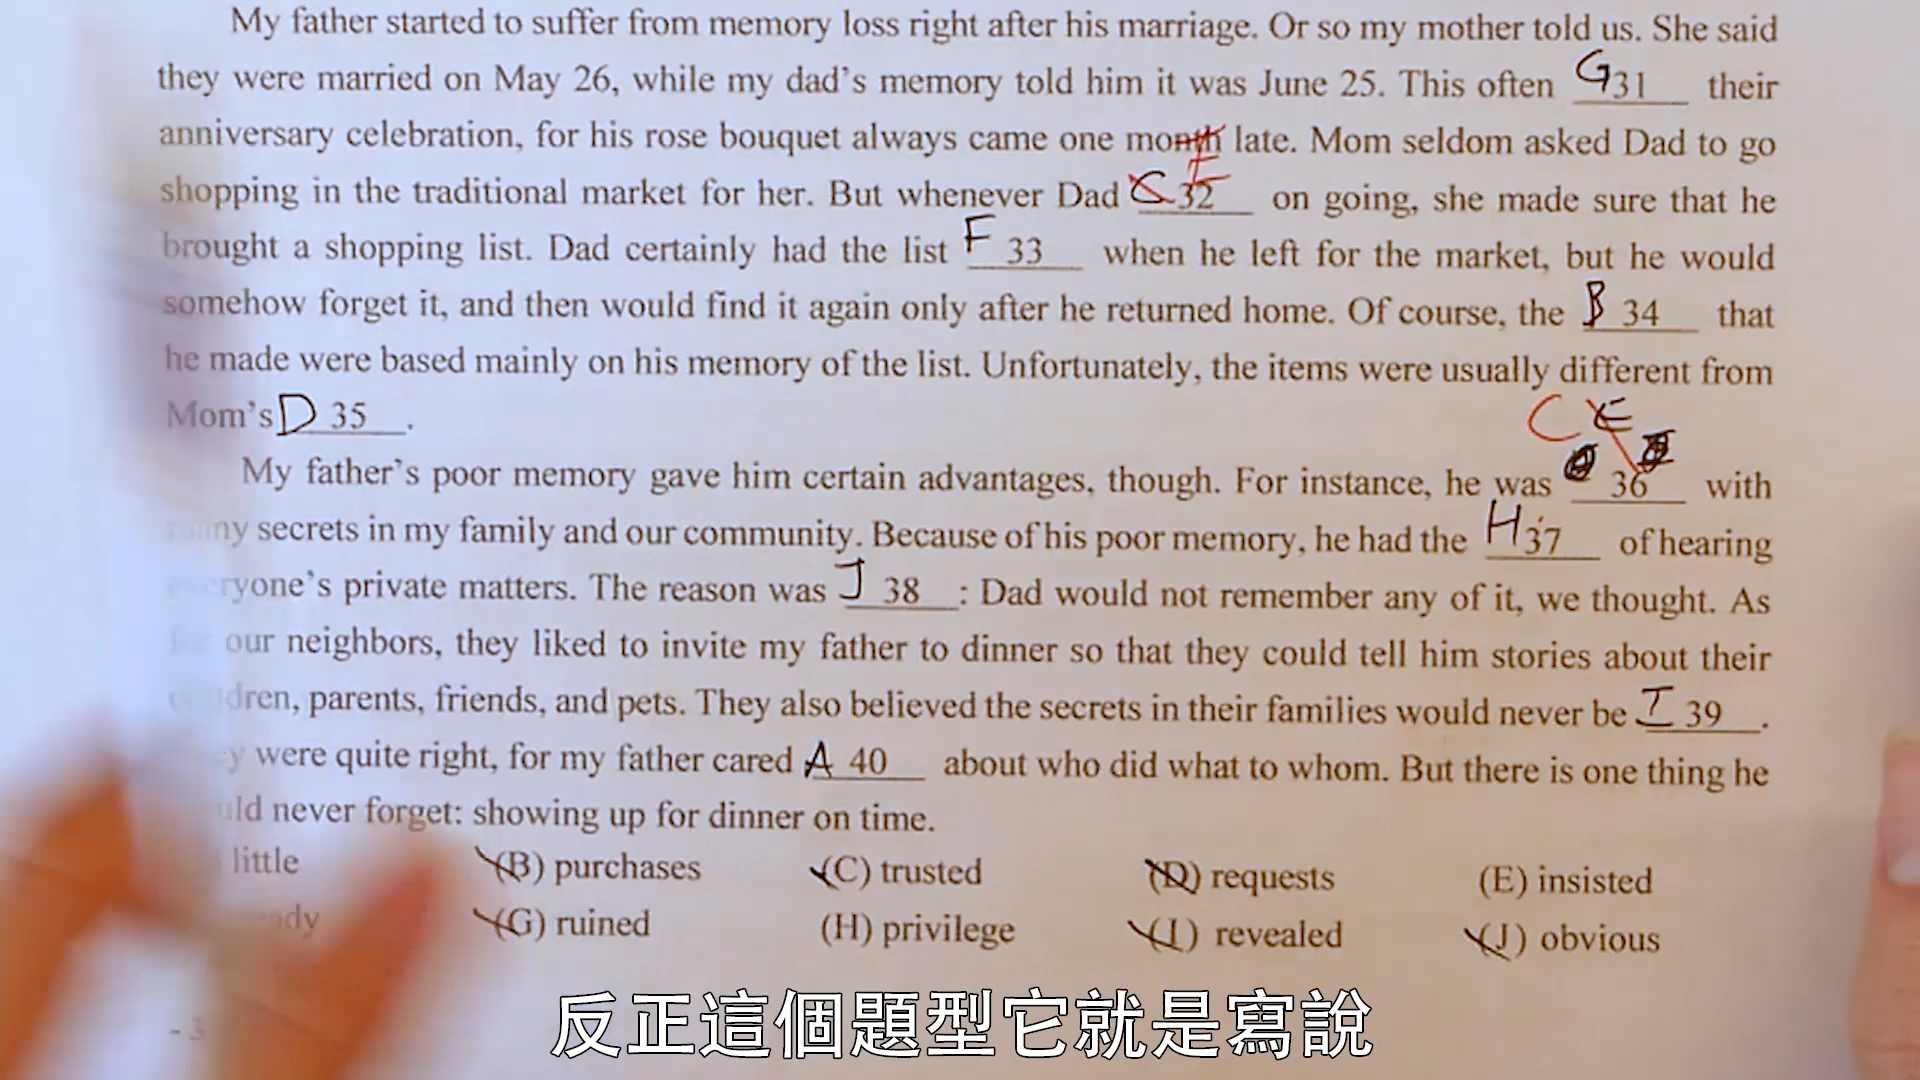 My father started to suffer from memory loss right after his marriage. Or so my mother told us. She said
they were married on May 26, while my dad's memory told him it was June 25. This often G 31 their
anniversary celebration, for his rose bouquet always came one month late. Mom seldom asked Dad to go
E
shopping in the traditional market for her. But whenever Dad C 32 on going, she made sure that he
brought a shopping list. Dad certainly had the list F 33 when he left for the market, but he would
somehow forget it, and then would find it again only after he returned home. Of course, the B 34 that
he made were based mainly on his memory of the list. Unfortunately, the items were usually different from
Mom's D 35.
C E
My father's poor memory gave him certain advantages, though. For instance, he was 36 with
secrets in my family and our community. Because of his poor memory, he had the H 37 of hearing
private matters. The reason was J 38: Dad would not remember any of it, we thought. As
our neighbors, they liked to invite my father to dinner so that they could tell him stories about their
parents, friends, and pets. They also believed the secrets in their families would never be I 39.
were quite right, for my father cared A 40 about who did what to whom. But there is one thing he
never forget: showing up for dinner on time.
little (B) purchases (C) trusted (D) requests (E) insisted
(G) ruined (H) privilege (I) revealed (J) obvious
- 3
反正這個題型它就是寫說